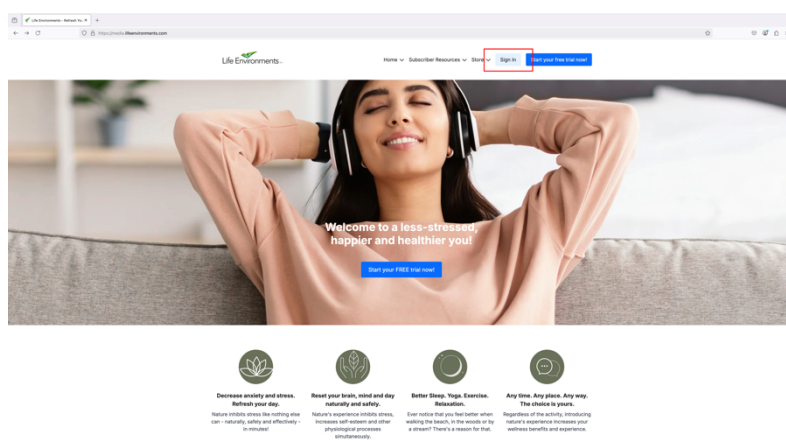 Life Environments - Refresh Yo...
https://media.lifeenvironments.com
Life Environments
Home Subscriber Resources Store Sign In Start your free trial now!
Welcome to a less-stressed,
happier and healthier you!
Start your FREE trial now!
Decrease anxiety and stress.
Refresh your day.
Nature inhibits stress like nothing else
can - naturally, safely and effectively -
in minutes!
Reset your brain, mind and day
naturally and safely.
Nature's experience inhibits stress,
increases self-esteem and other
physiological processes
simultaneously.
Better Sleep. Yoga. Exercise.
Relaxation.
Ever notice that you feel better when
walking the beach, in the woods or by
a stream? There's a reason for that.
Any time. Any place. Any way.
The choice is yours.
Regardless of the activity, introducing
nature's experience increases your
wellness benefits and experience.